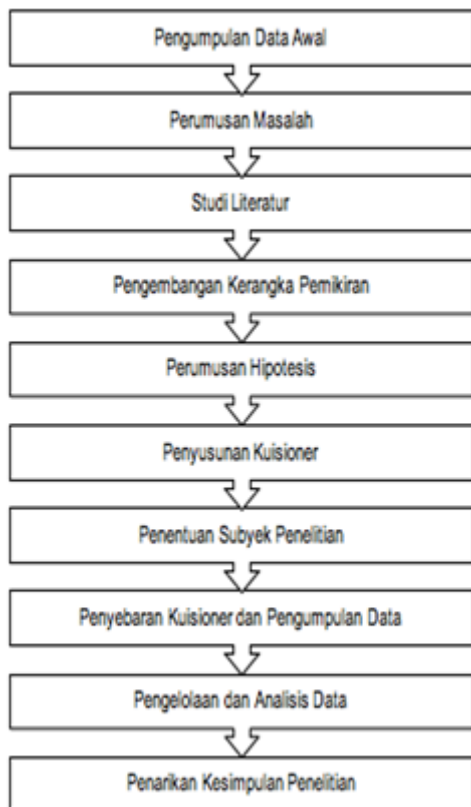 Pengumpulan Data Awal
Perumusan Masalah
Studi Literatur
Pengembangan Kerangka Pemikiran
Perumusan Hipotesis
Penyusunan Kuisioner
Penentuan Subyek Penelitian
Penyebaran Kuisioner dan Pengumpulan Data
Pengelolaan dan Analisis Data
Penarikan Kesimpulan Penelitian